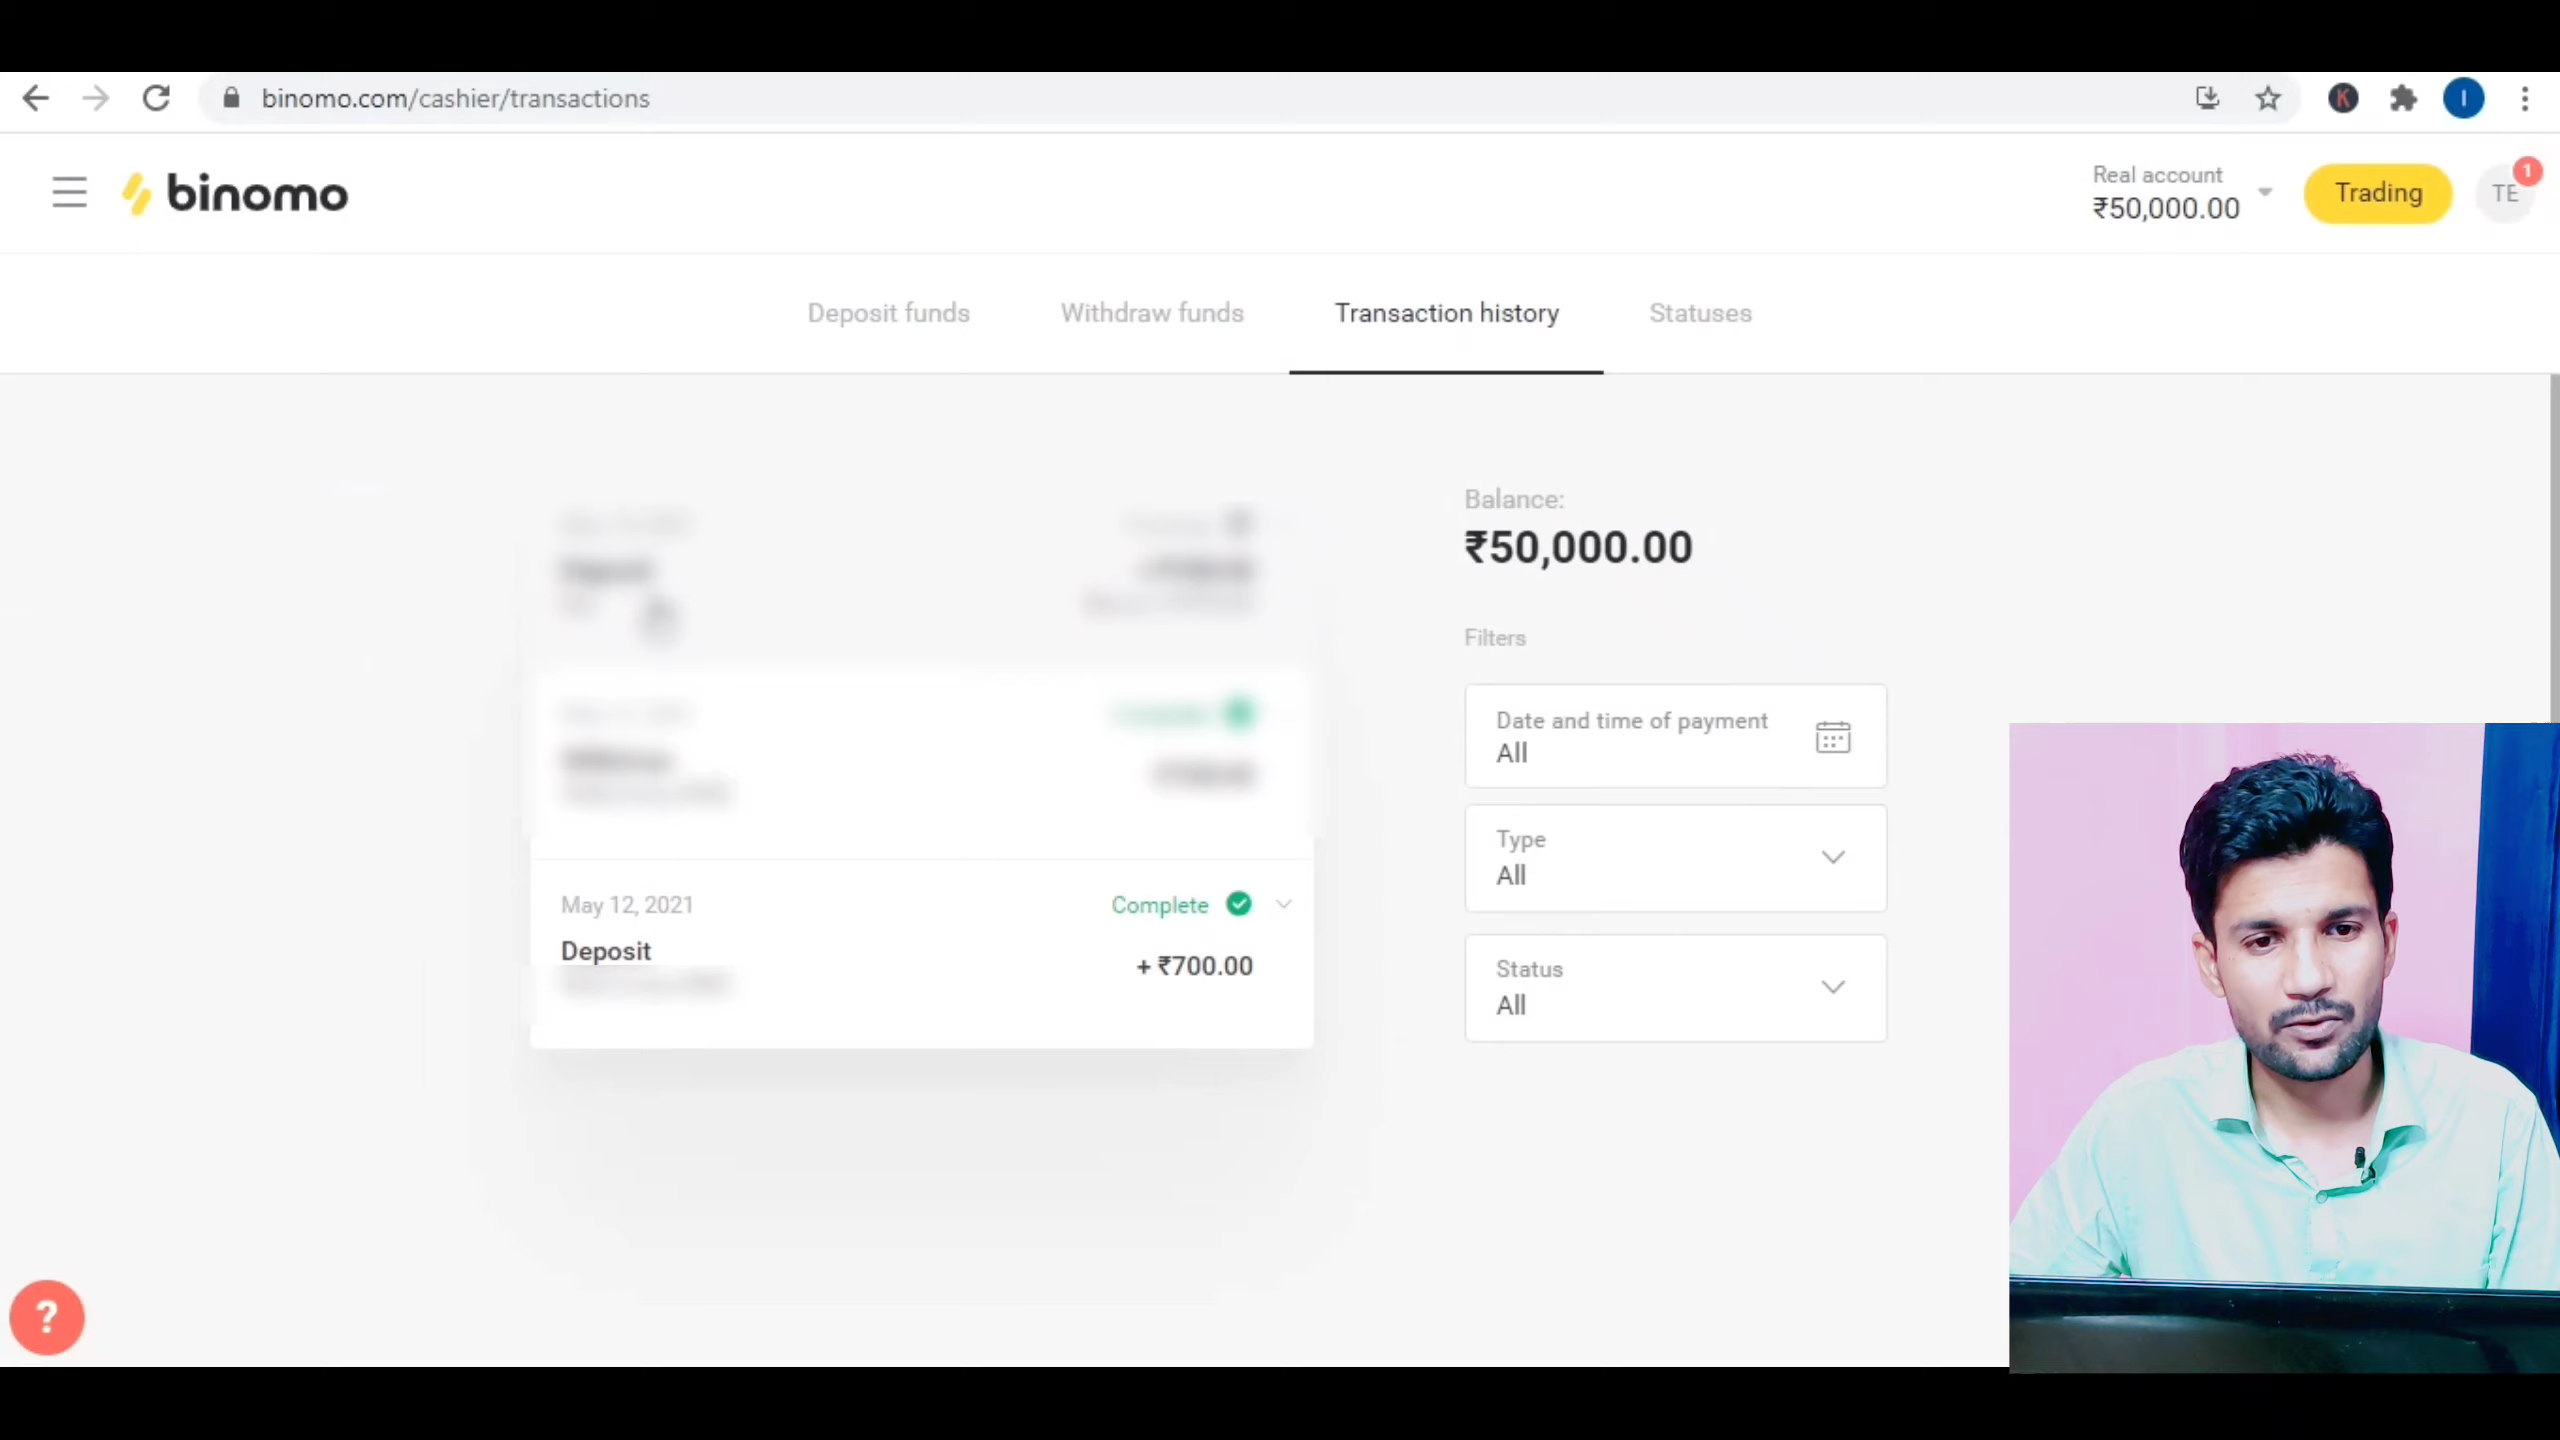 binomo.com/cashier/transactions
K
I
binomo
Real account
₹50,000.00
Trading
TE
1
Deposit funds
Withdraw funds
Transaction history
Statuses
Balance:
₹50,000.00
Filters
Date and time of payment
All
Type
All
Status
All
May 12, 2021
Complete
Deposit
+ ₹700.00
?